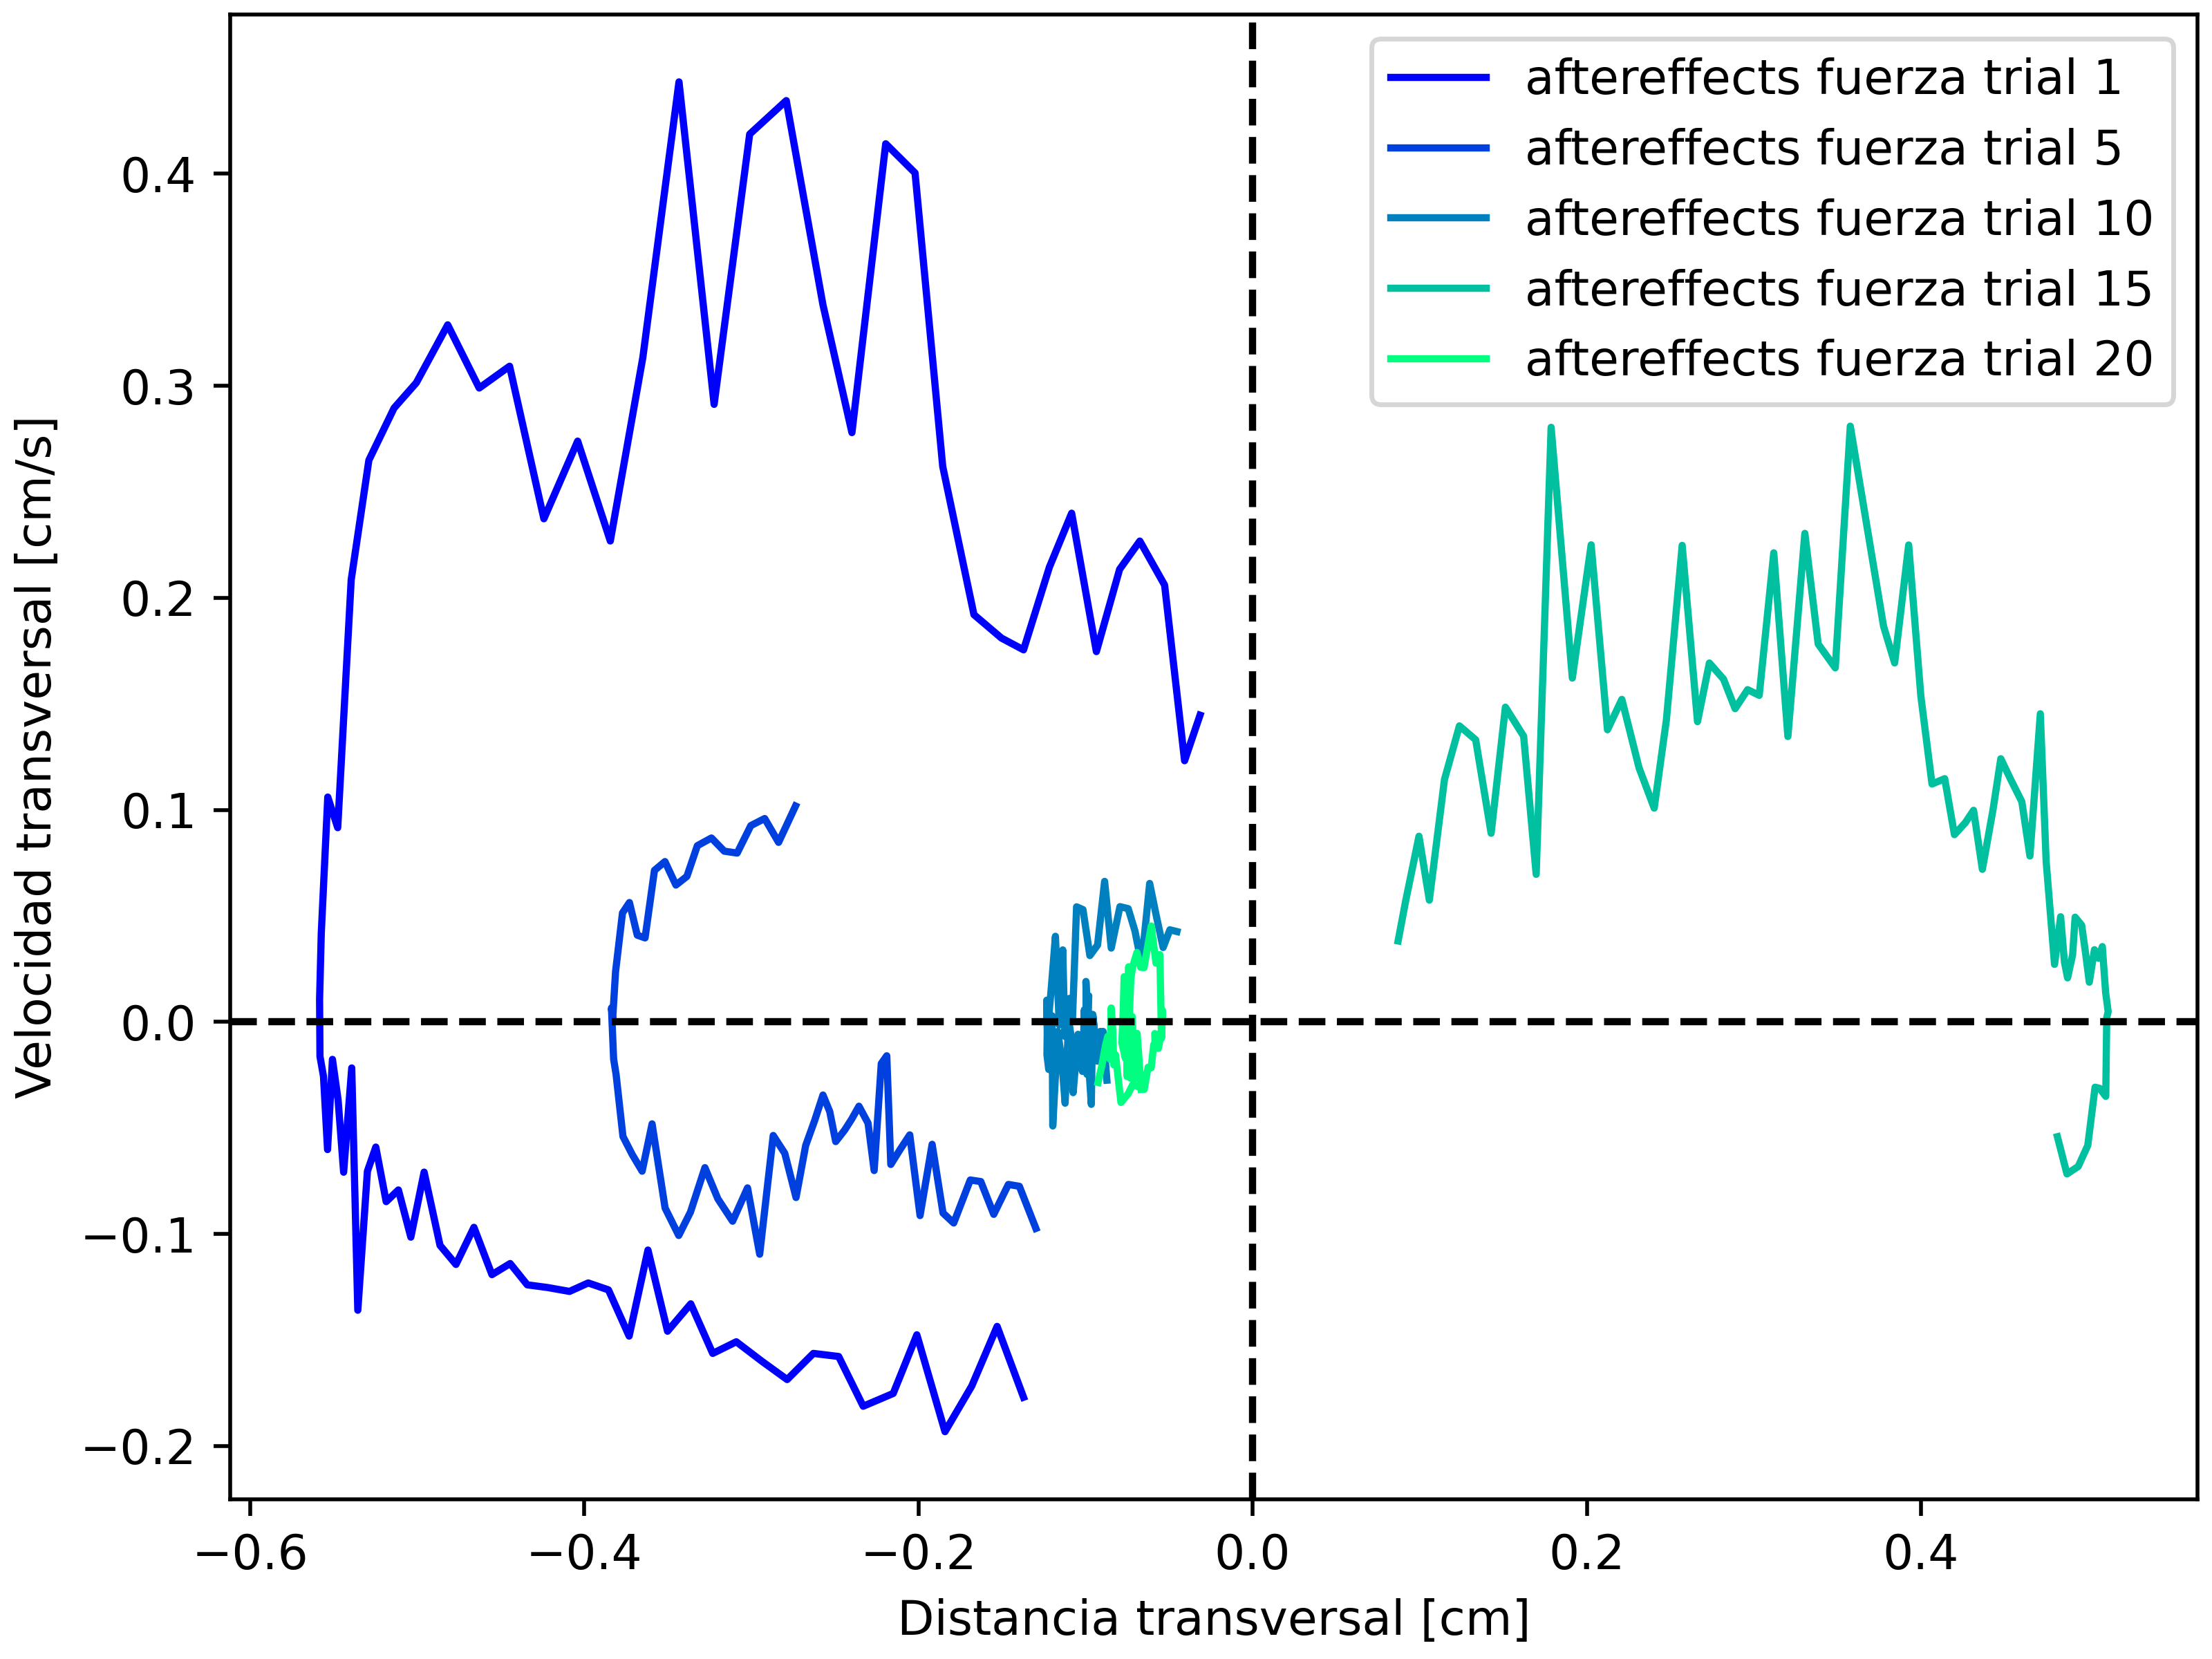 aftereffects fuerza trial 1
aftereffects fuerza trial 5
aftereffects fuerza trial 10
aftereffects fuerza trial 15
aftereffects fuerza trial 20
Velocidad transversal [cm/s]
0.4
0.3
0.2
0.1
0.0
−0.1
−0.2
−0.6
−0.4
−0.2
0.0
0.2
0.4
Distancia transversal [cm]